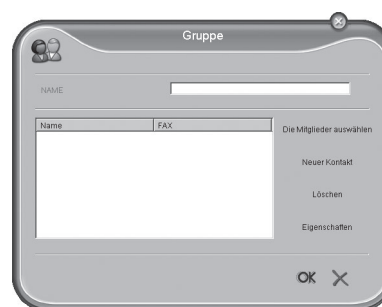 Gruppe
NAME
Name FAX
Die Mitglieder auswählen
Neuer Kontakt
Löschen
Eigenschaften
OK